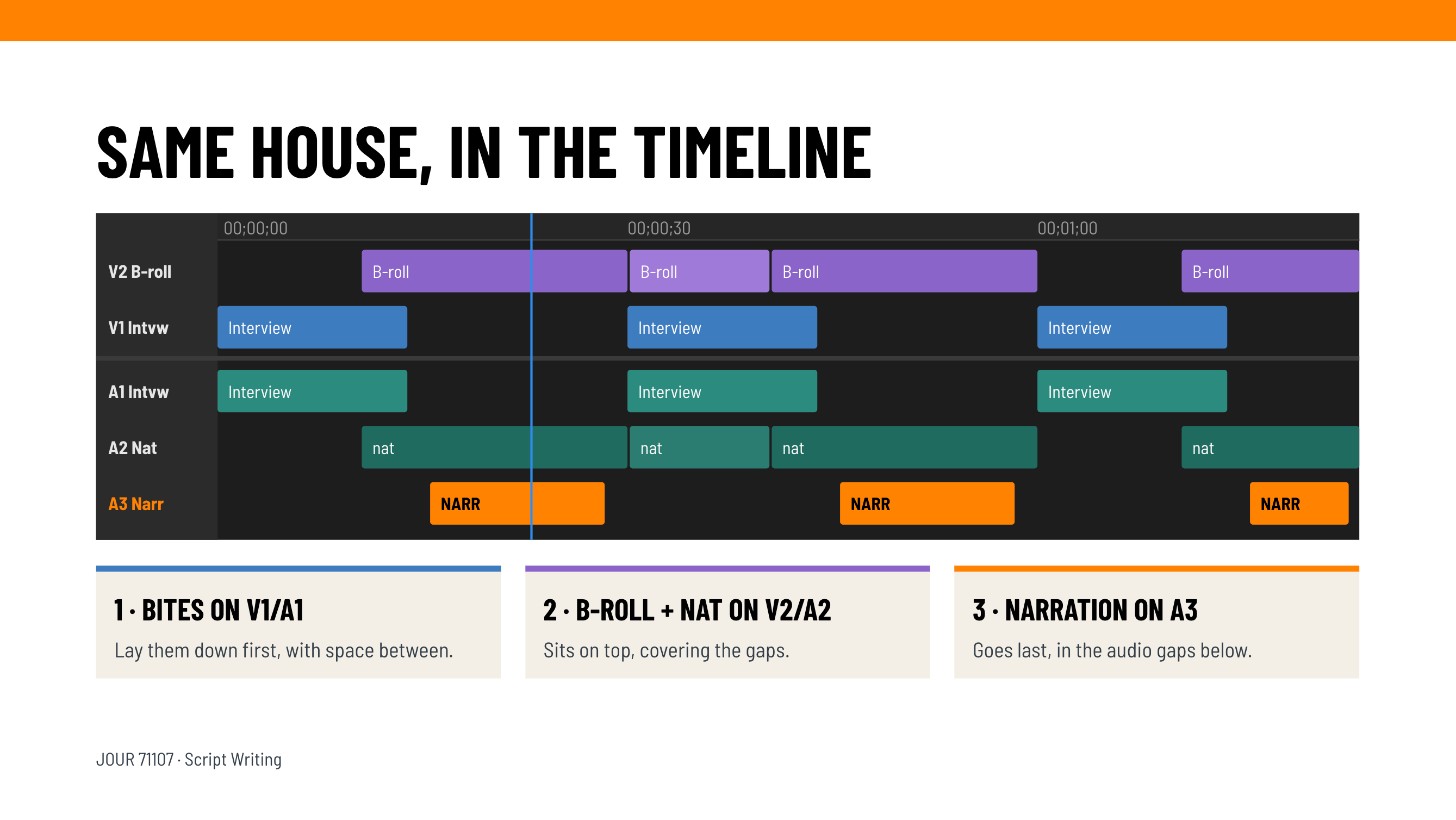 SAME HOUSE, IN THE TIMELINE
00;00;00 00;00;30 00;01;00
V2 B-roll B-roll B-roll B-roll B-roll
V1 Intvw Interview Interview Interview
A1 Intvw Interview Interview Interview
A2 Nat nat nat nat nat
A3 Narr NARR NARR NARR
1 · BITES ON V1/A1
Lay them down first, with space between.
2 · B-ROLL + NAT ON V2/A2
Sits on top, covering the gaps.
3 · NARRATION ON A3
Goes last, in the audio gaps below.
JOUR 71107 · Script Writing